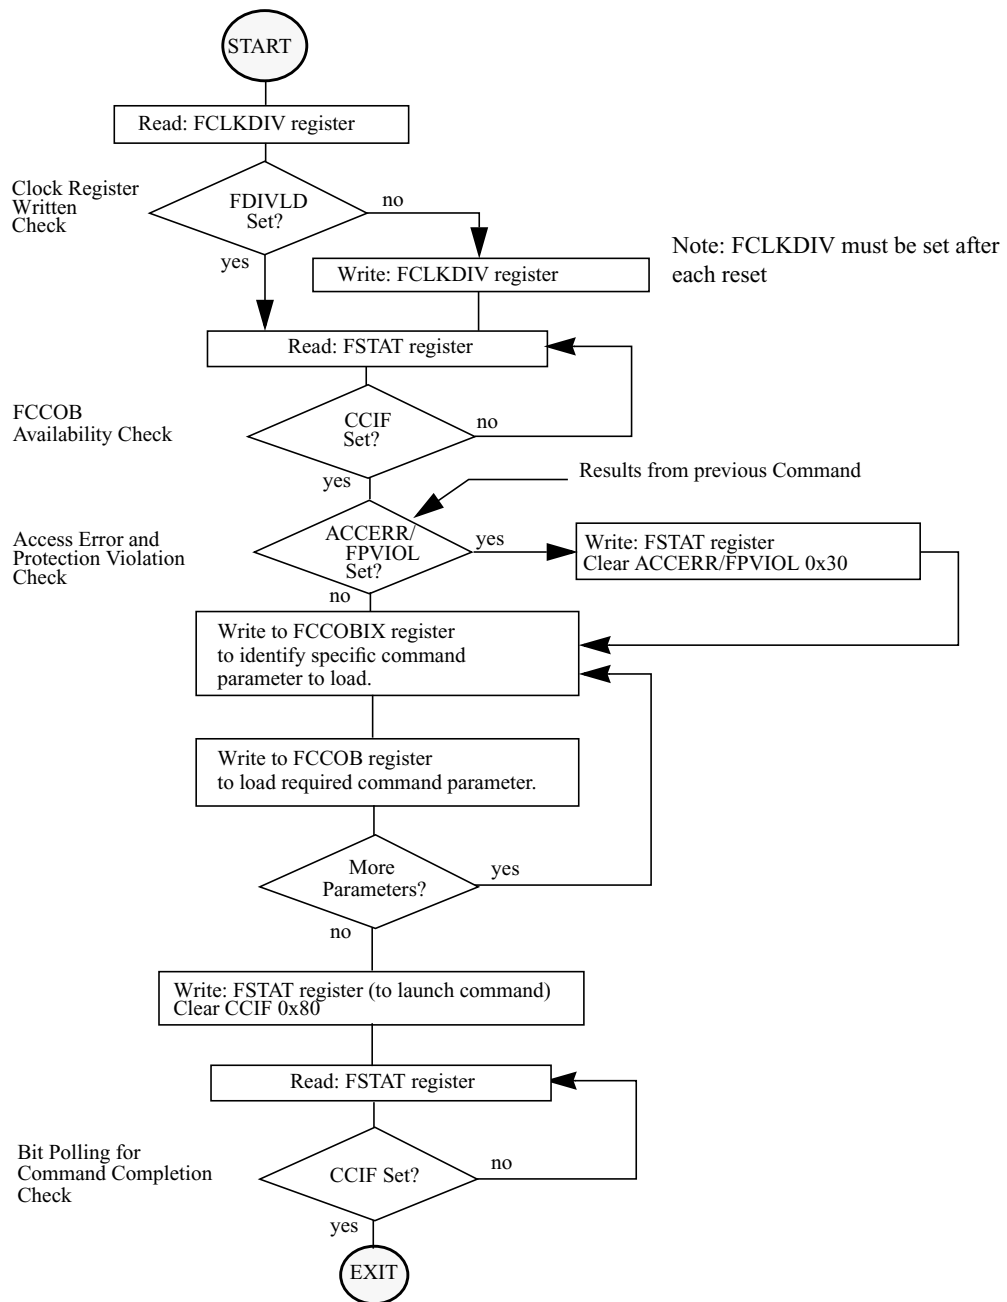 START
Read: FCLKDIV register
Clock Register
Written
Check
FDIVLD
Set?
no
yes
Note: FCLKDIV must be set after
each reset
Write: FCLKDIV register
Read: FSTAT register
FCCOB
Availability Check
CCIF
Set?
no
yes
Results from previous Command
Access Error and
Protection Violation
Check
ACCERR/
FPVIOL
Set?
yes
no
Write: FSTAT register
Clear ACCERR/FPVIOL 0x30
Write to FCCOBIX register
to identify specific command
parameter to load.
Write to FCCOB register
to load required command parameter.
More
Parameters?
yes
no
Write: FSTAT register (to launch command)
Clear CCIF 0x80
Read: FSTAT register
Bit Polling for
Command Completion
Check
CCIF Set?
no
yes
EXIT